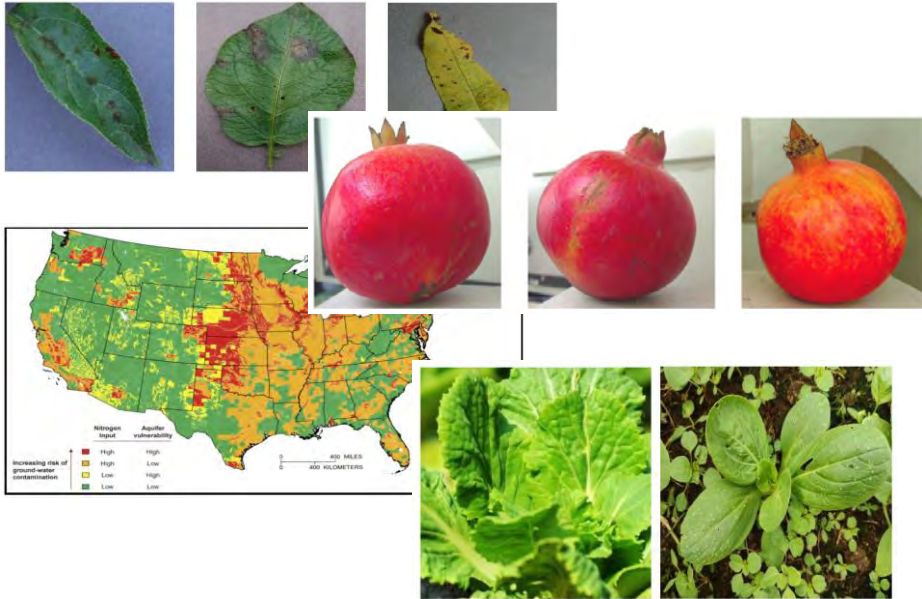 Nitrogen Aquifer
Input vulnerability
High High
High Low
Low High
Low Low
Increasing risk of
ground-water
contamination
0 400 MILES
0 400 KILOMETERS